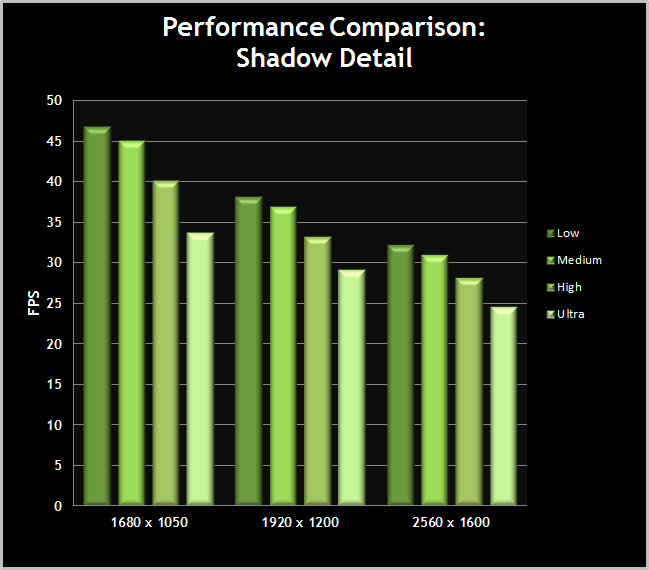 Performance Comparison:
Shadow Detail
50
45
40
35
30
25
20
15
10
5
0
FPS
1680 x 1050
1920 x 1200
2560 x 1600
Low
Medium
High
Ultra